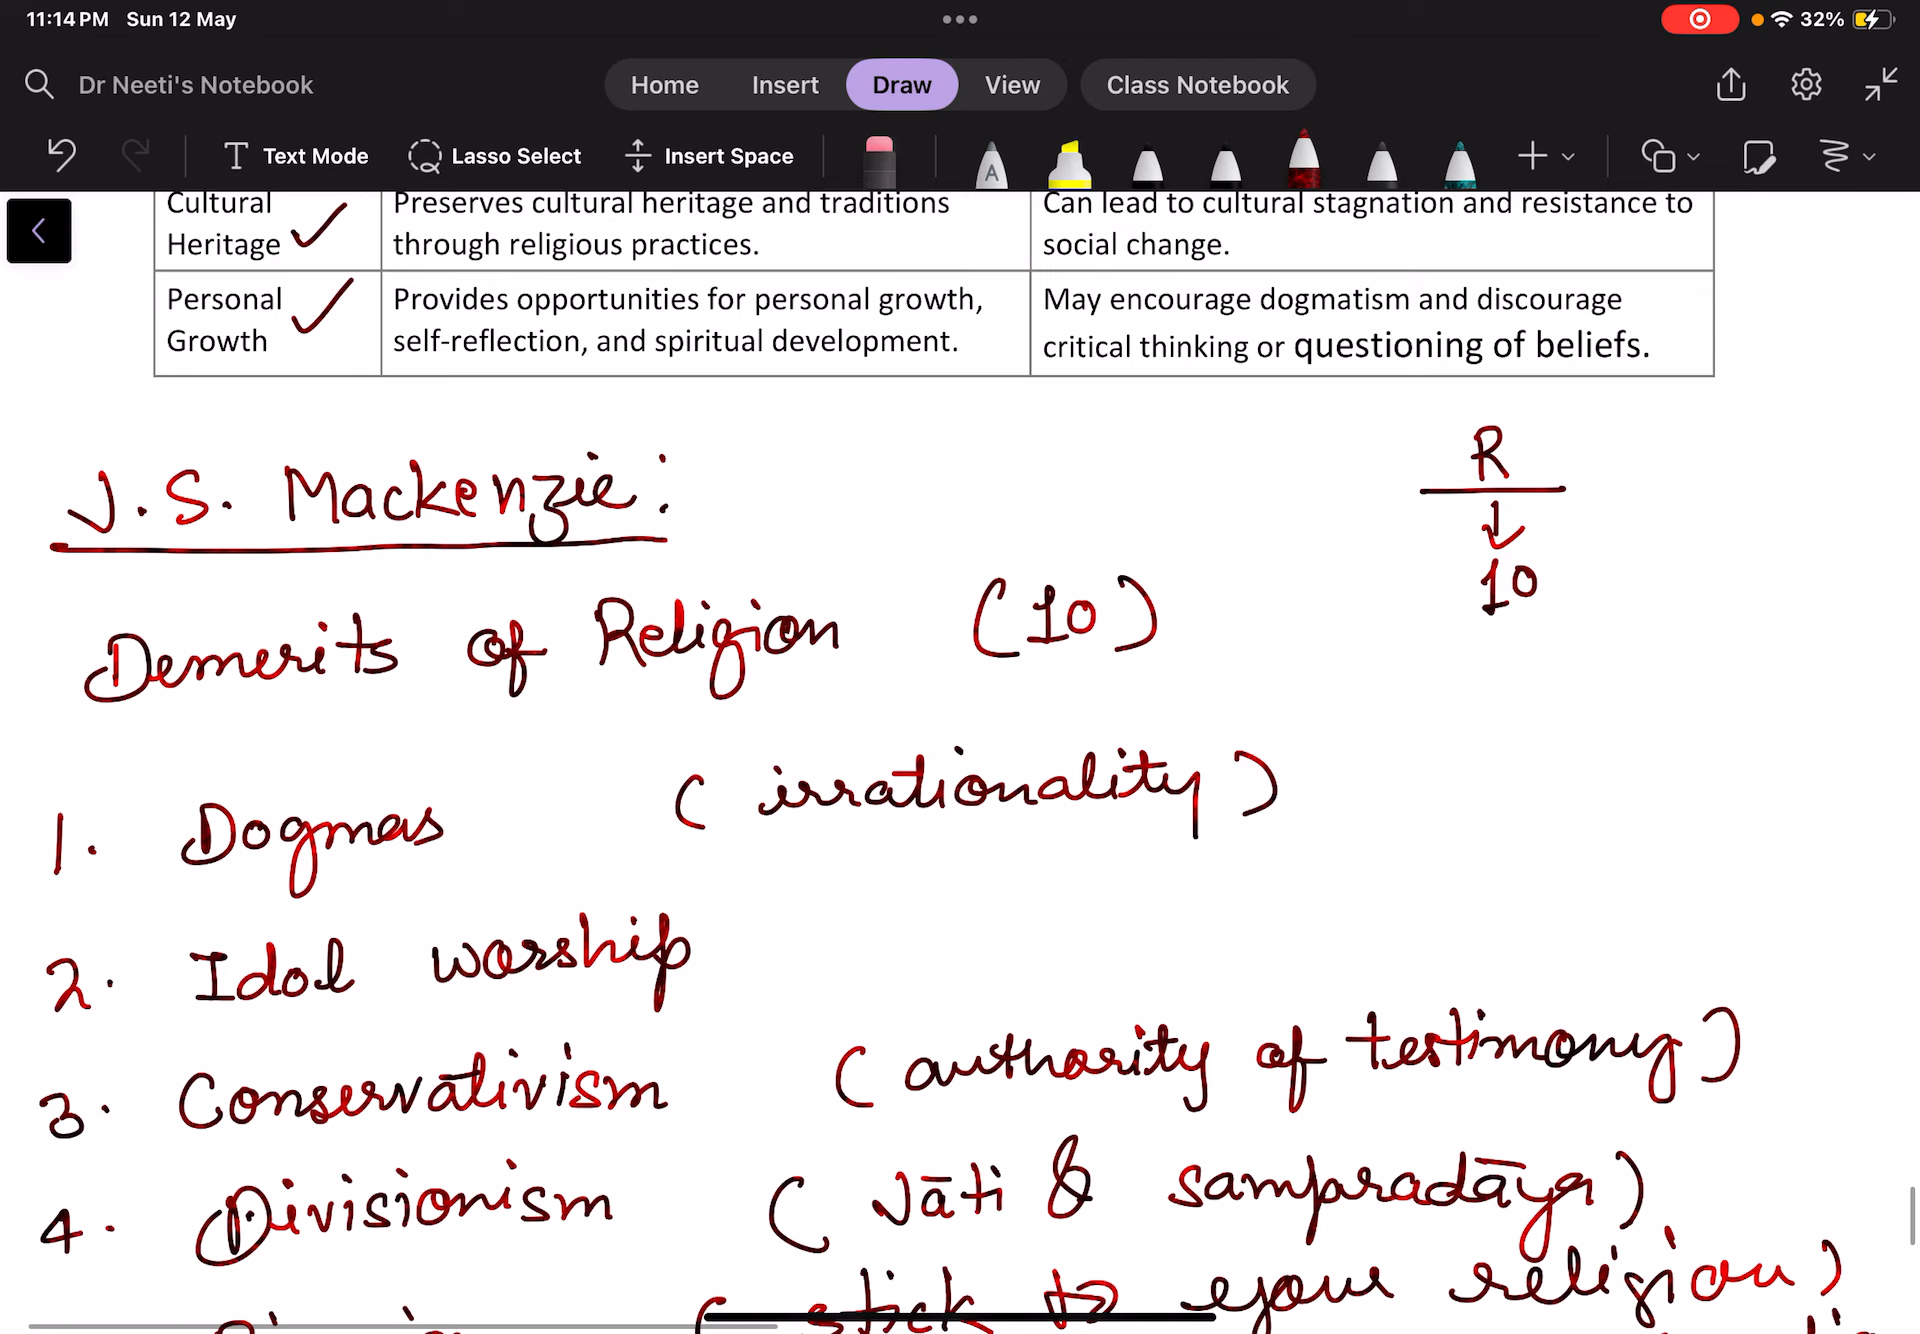 11:14 PM Sun 12 May
32%
Dr Neeti's Notebook
Home Insert Draw View Class Notebook
Text Mode Lasso Select Insert Space
A
Cultural Heritage
Preserves cultural heritage and traditions through religious practices.
Can lead to cultural stagnation and resistance to social change.
Personal Growth
Provides opportunities for personal growth, self-reflection, and spiritual development.
May encourage dogmatism and discourage critical thinking or questioning of beliefs.
R
↓
10
J.S. Mackenzie:
Demerits of Religion (10)
1. Dogmas (irrationality)
2. Idol worship
3. Conservativism (authority of testimony)
4. Divisionism (Jāti & sampradāya)
(stick to your religion)